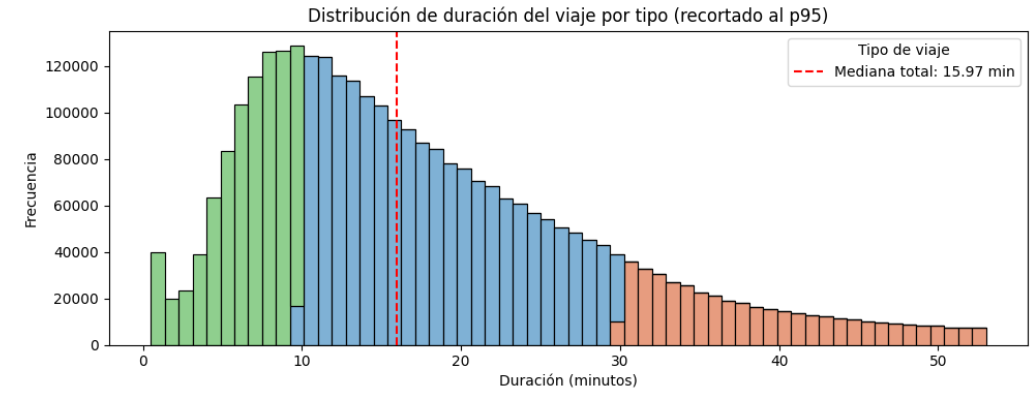 Distribución de duración del viaje por tipo (recortado al p95)
Tipo de viaje
Mediana total: 15.97 min
Frecuencia
120000
100000
80000
60000
40000
20000
0
0 10 20 30 40 50
Duración (minutos)